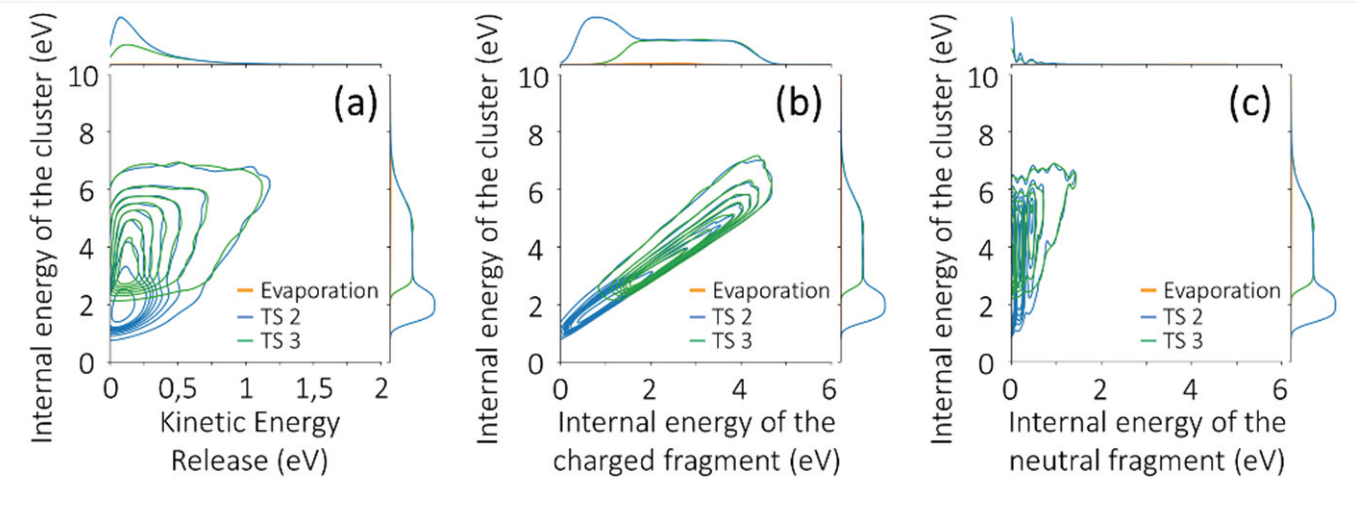 Internal energy of the cluster (eV)
(a)
10
8
6
4
2
0
Evaporation
TS 2
TS 3
0 0,5 1 1,5 2
Kinetic Energy
Release (eV)
Internal energy of the cluster (eV)
(b)
10
8
6
4
2
0
Evaporation
TS 2
TS 3
0 2 4 6
Internal energy of the
charged fragment (eV)
Internal energy of the cluster (eV)
(c)
10
8
6
4
2
0
Evaporation
TS 2
TS 3
0 2 4 6
Internal energy of the
neutral fragment (eV)